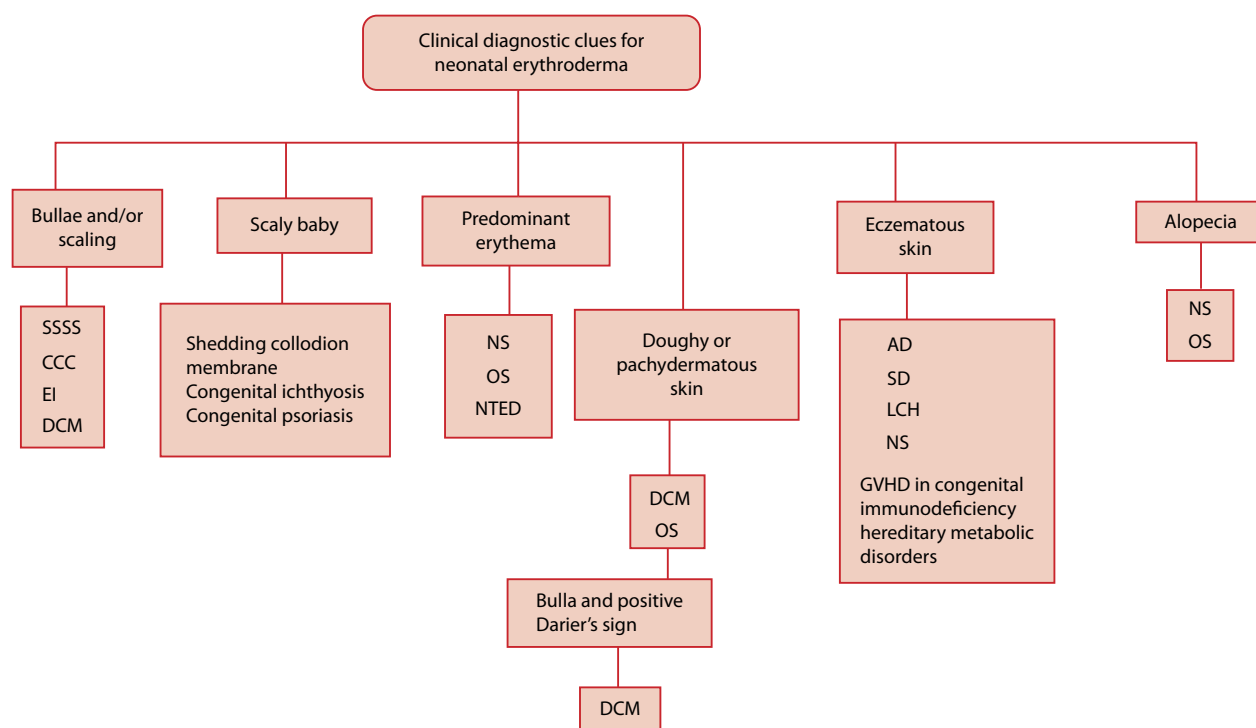 Clinical diagnostic clues for
neonatal erythroderma
Bullae and/or
scaling
SSSS
CCC
EI
DCM
Scaly baby
Shedding collodion
membrane
Congenital ichthyosis
Congenital psoriasis
Predominant
erythema
NS
OS
NTED
Doughy or
pachydermatous
skin
DCM
OS
Bulla and positive
Darier’s sign
DCM
Eczematous
skin
AD
SD
LCH
NS
GVHD in congenital
immunodeficiency
hereditary metabolic
disorders
Alopecia
NS
OS